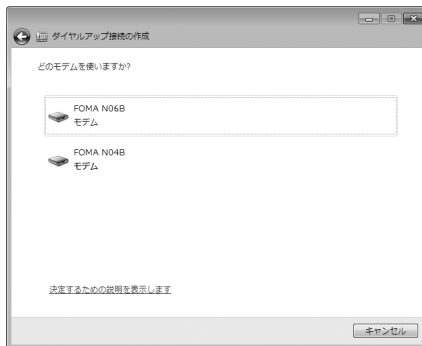 ダイヤルアップ接続の作成
どのモデムを使いますか?
FOMA N06B
モデム
FOMA N04B
モデム
決定するための説明を表示します
キャンセル